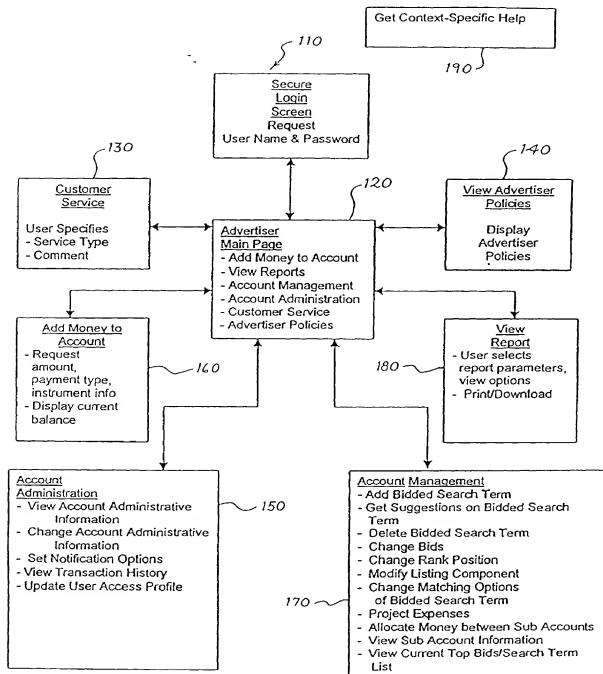 Get Context-Specific Help
190
110
Secure
Login
Screen
Request
User Name & Password
130
Customer
Service
User Specifies
- Service Type
- Comment
120
Advertiser
Main Page
- Add Money to Account
- View Reports
- Account Management
- Account Administration
- Customer Service
- Advertiser Policies
140
View Advertiser
Policies
Display
Advertiser
Policies
Add Money to
Account
- Request
amount,
payment type,
instrument info
- Display current
balance
160
180
View
Report
- User selects
report parameters,
view options
- Print/Download
Account
Administration
- View Account Administrative
Information
- Change Account Administrative
Information
- Set Notification Options
- View Transaction History
- Update User Access Profile
150
170
Account Management
- Add Bidded Search Term
- Get Suggestions on Bidded Search
Term
- Delete Bidded Search Term
- Change Bids
- Change Rank Position
- Modify Listing Component
- Change Matching Options
of Bidded Search Term
- Project Expenses
- Allocate Money between Sub Accounts
- View Sub Account Information
- View Current Top Bids/Search Term
List